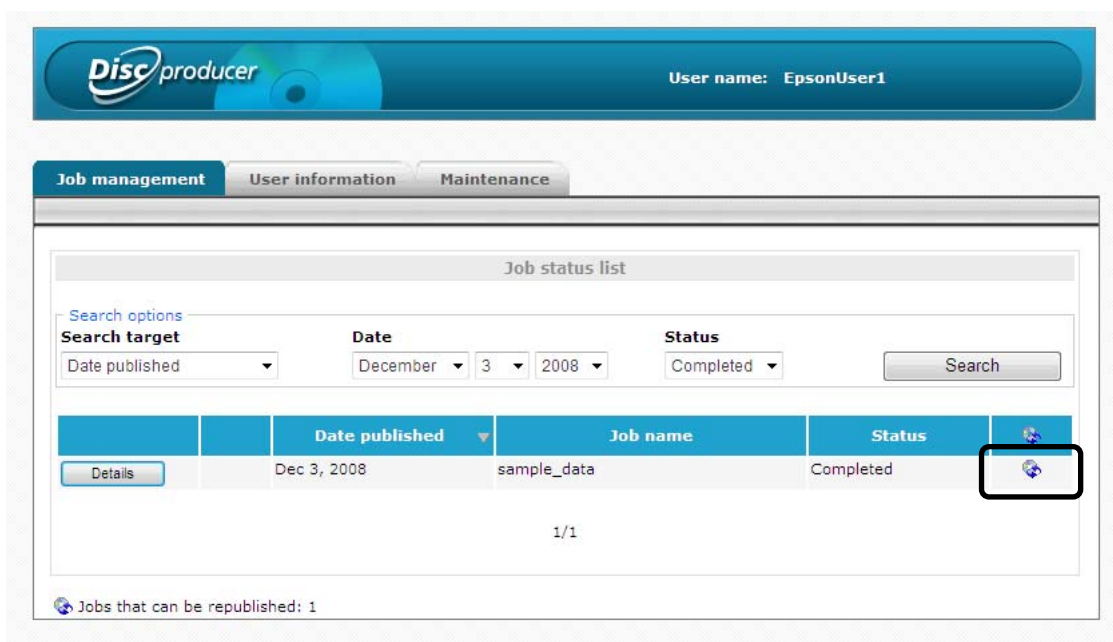 Disc producer
User name: EpsonUser1
Job management User information Maintenance
Job status list
Search options
Search target Date Status
Date published December 3 2008 Completed Search
Date published Job name Status
Details Dec 3, 2008 sample_data Completed
1/1
Jobs that can be republished: 1